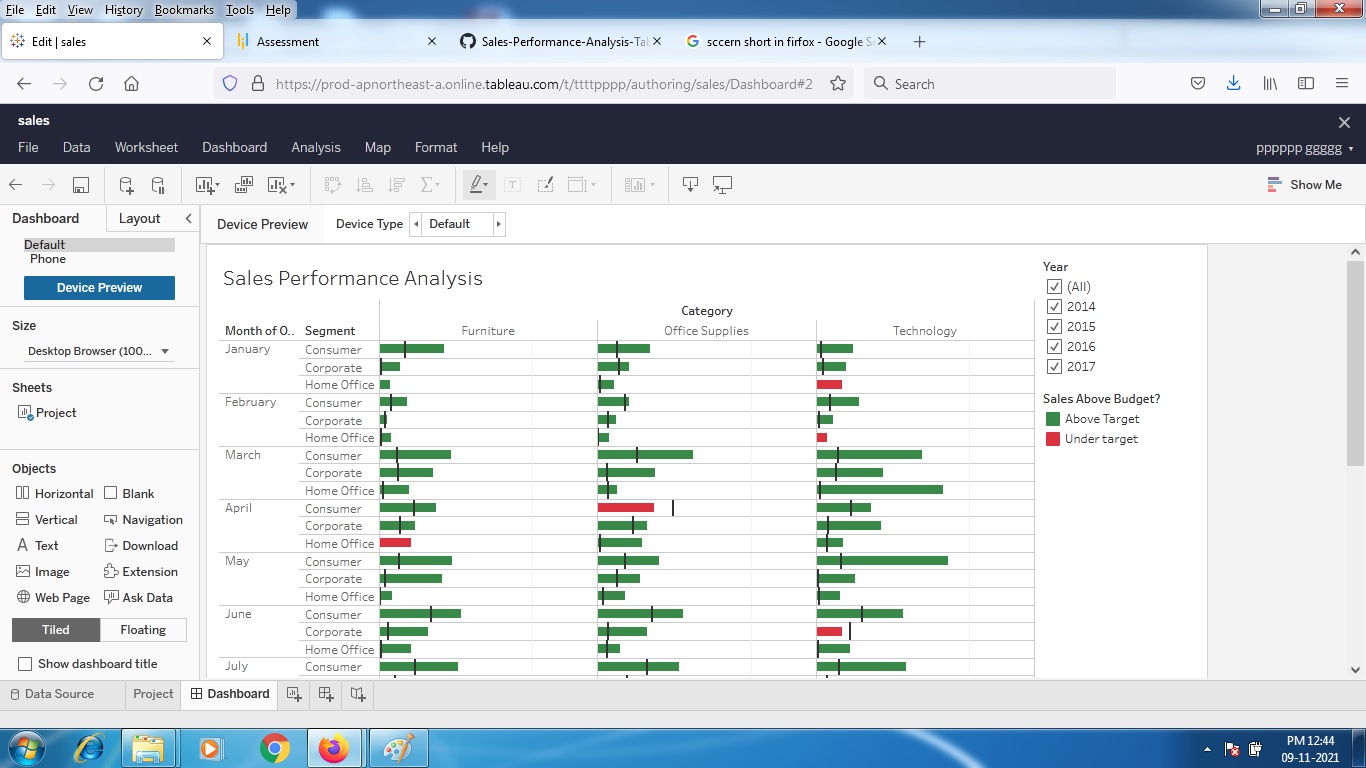 File Edit View History Bookmarks Tools Help
Edit | sales
Assessment
Sales-Performance-Analysis-Tal
sccern short in firfox - Google Se
https://prod-apnortheast-a.online.tableau.com/t/ttttpppp/authoring/sales/Dashboard#2
Search
sales
File Data Worksheet Dashboard Analysis Map Format Help
pppppp ggggg
Show Me
Dashboard Layout
Device Preview Device Type Default
Default
Phone
Device Preview
Size
Desktop Browser (100...
Sheets
Project
Objects
Horizontal Blank
Vertical Navigation
Text Download
Image Extension
Web Page Ask Data
Tiled Floating
Show dashboard title
Sales Performance Analysis
Category
Month of O.. Segment Furniture Office Supplies Technology
January Consumer
Corporate
Home Office
February Consumer
Corporate
Home Office
March Consumer
Corporate
Home Office
April Consumer
Corporate
Home Office
May Consumer
Corporate
Home Office
June Consumer
Corporate
Home Office
July Consumer
Year
(All)
2014
2015
2016
2017
Sales Above Budget?
Above Target
Under target
Data Source Project Dashboard
PM 12:44
09-11-2021